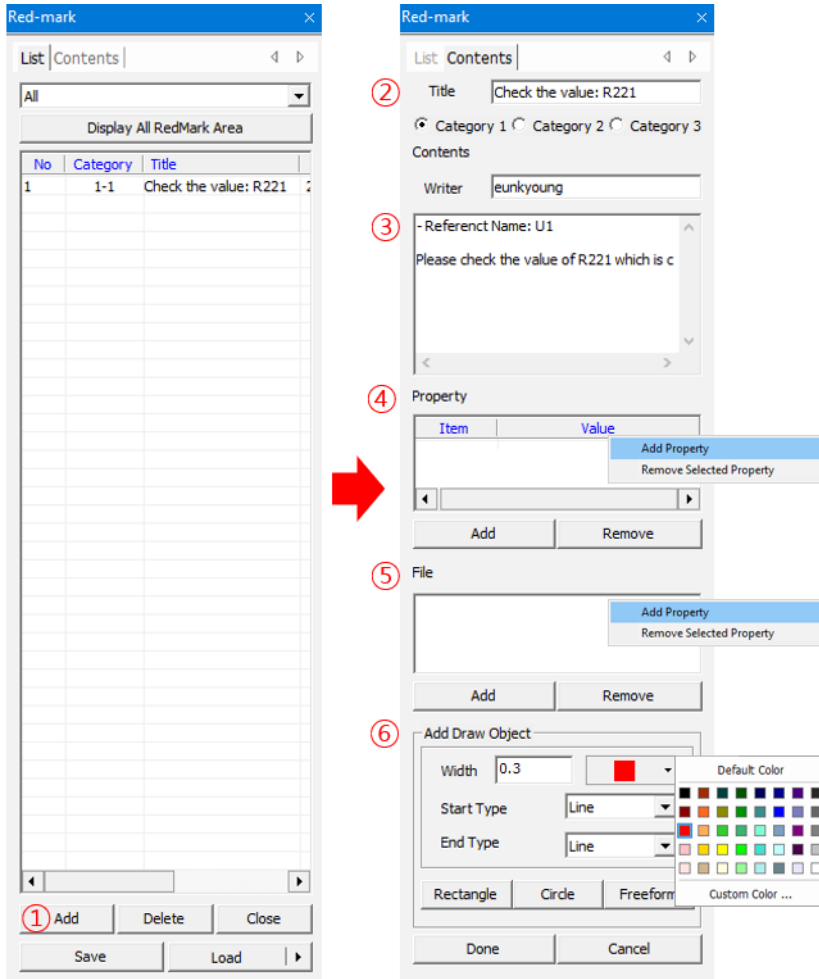 Red-mark
List Contents
All
Display All RedMark Area
No Category Title
1 1-1 Check the value: R221 2
① Add Delete Close
Save Load
Red-mark
List Contents
② Title Check the value: R221
Category 1 Category 2 Category 3
Contents
Writer eunkyoung
③ - Referenct Name: U1
Please check the value of R221 which is c
④ Property
Item Value
Add Property
Remove Selected Property
Add Remove
⑤ File
Add Property
Remove Selected Property
Add Remove
⑥ Add Draw Object
Width 0.3
Start Type Line
End Type Line
Default Color
Custom Color ...
Rectangle Circle Freeform
Done Cancel